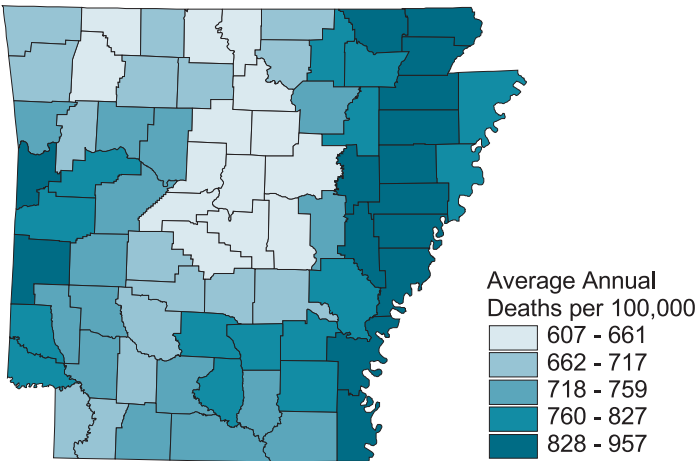 Average Annual
Deaths per 100,000
607 - 661
662 - 717
718 - 759
760 - 827
828 - 957